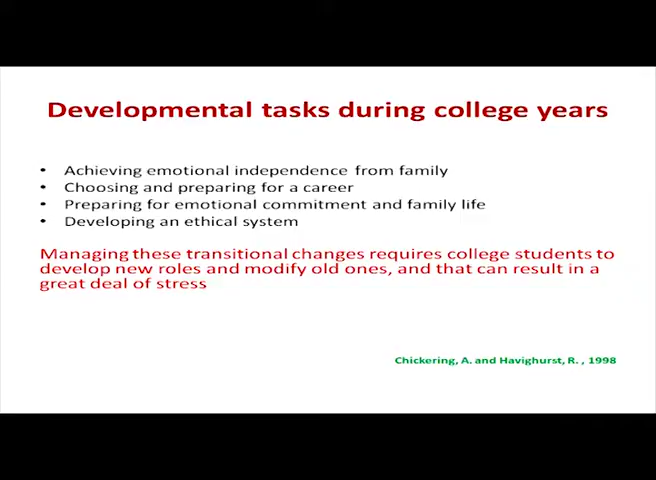 Developmental tasks during college years
• Achieving emotional independence from family
• Choosing and preparing for a career
• Preparing for emotional commitment and family life
• Developing an ethical system
Managing these transitional changes requires college students to
develop new roles and modify old ones, and that can result in a
great deal of stress
Chickering, A. and Havighurst, R. , 1998